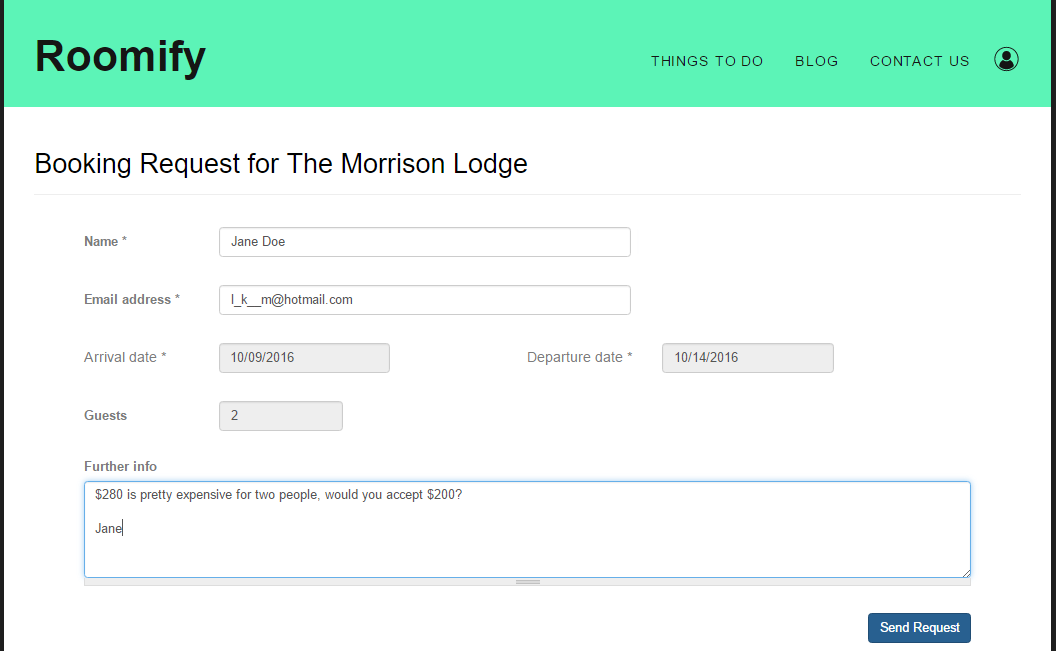 Roomify
THINGS TO DO BLOG CONTACT US
Booking Request for The Morrison Lodge
Name * Jane Doe
Email address * l_k__m@hotmail.com
Arrival date * 10/09/2016 Departure date * 10/14/2016
Guests 2
Further info
$280 is pretty expensive for two people, would you accept $200?
Jane
Send Request